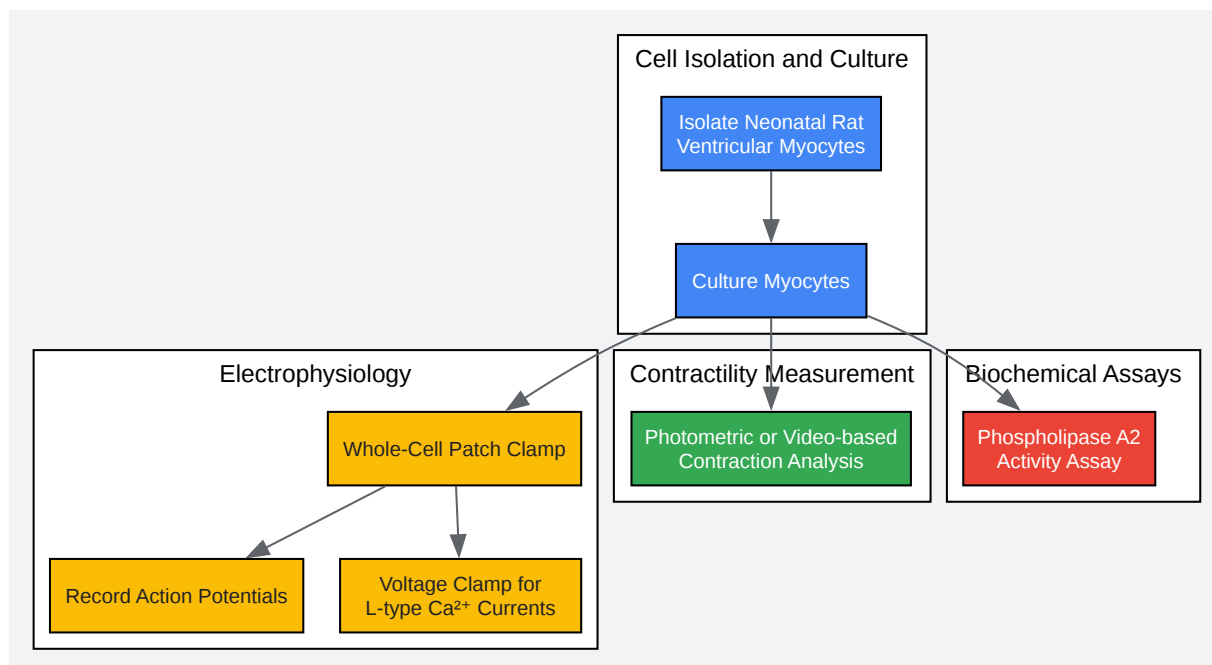 Cell Isolation and Culture
Isolate Neonatal Rat
Ventricular Myocytes
Culture Myocytes
Electrophysiology
Whole-Cell Patch Clamp
Record Action Potentials
Voltage Clamp for
L-type Ca²⁺ Currents
Contractility Measurement
Photometric or Video-based
Contraction Analysis
Biochemical Assays
Phospholipase A2
Activity Assay